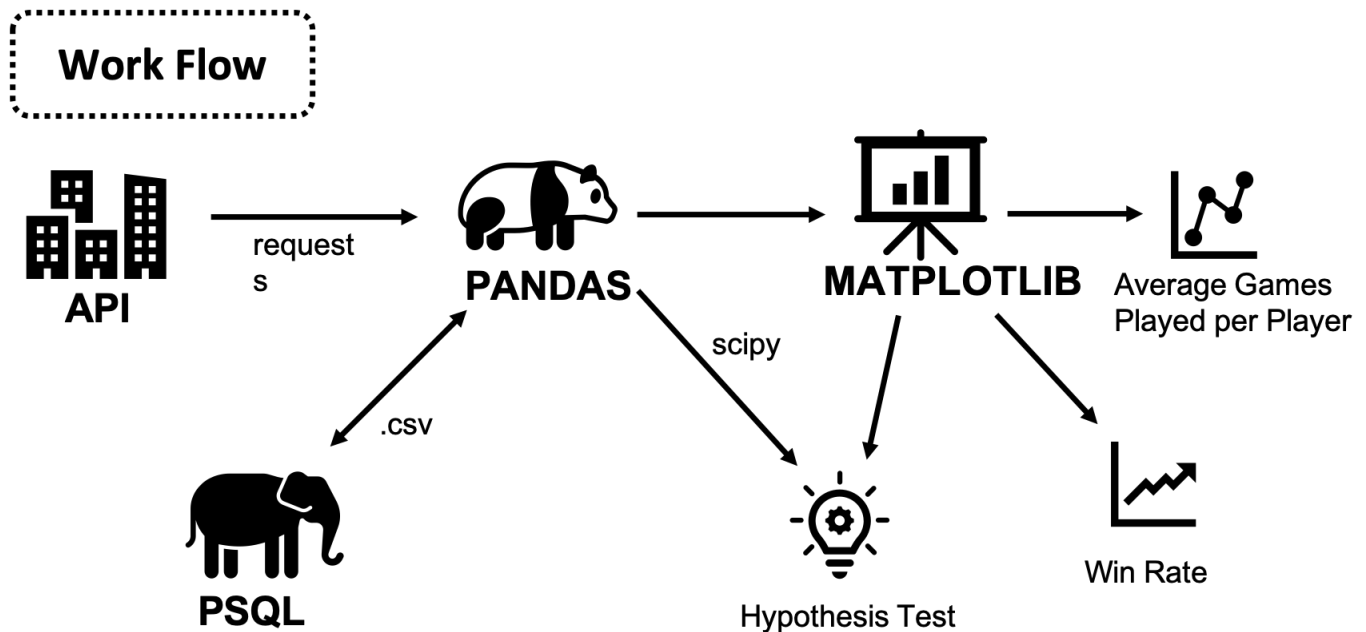 Work Flow
API
request
s
PANDAS
MATPLOTLIB
Average Games
Played per Player
scipy
.csv
PSQL
Hypothesis Test
Win Rate